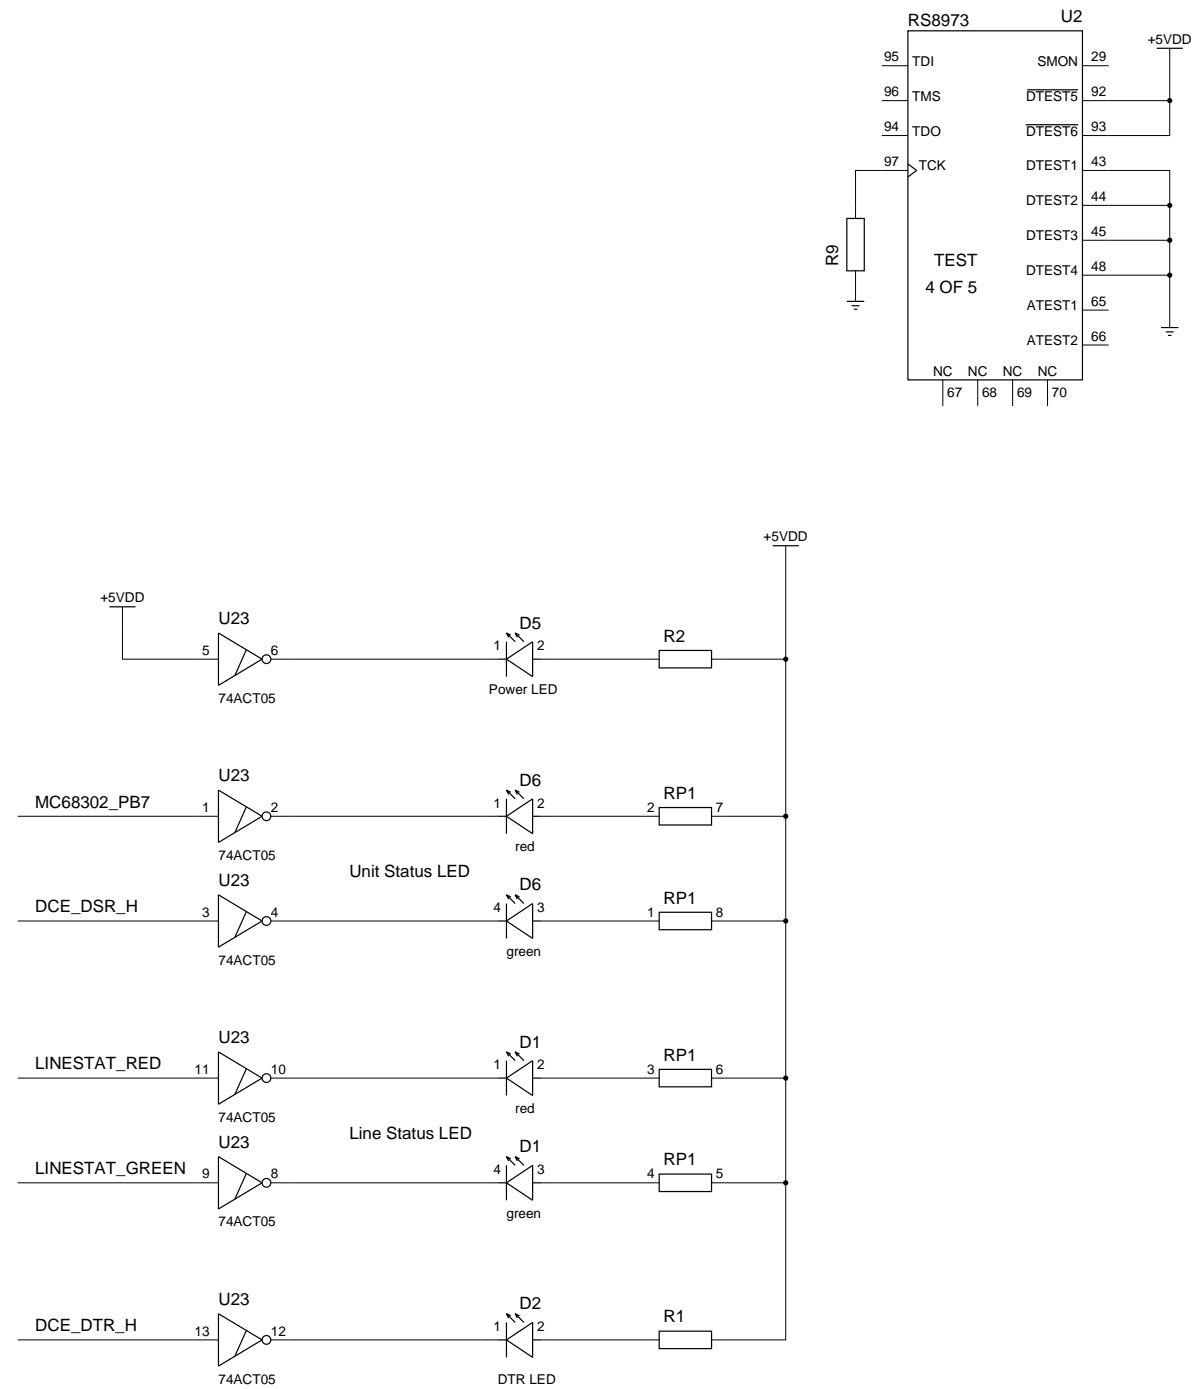 RS8973 U2
+5VDD
95 TDI SMON 29
96 TMS DTEST5 92
94 TDO DTEST6 93
97 TCK DTEST1 43
DTEST2 44
DTEST3 45
R9
TEST
DTEST4 48
4 OF 5
ATEST1 65
ATEST2 66
NC NC NC NC
67 68 69 70
+5VDD
+5VDD
U23 D5 R2
5 6 1 2
74ACT05 Power LED
U23 D6 RP1
MC68302_PB7 1 2 1 2 2 7
74ACT05 red
Unit Status LED
U23 D6 RP1
DCE_DSR_H 3 4 4 3 1 8
74ACT05 green
U23 D1 RP1
LINESTAT_RED 11 10 1 2 3 6
74ACT05 red
Line Status LED
U23 D1 RP1
LINESTAT_GREEN 9 8 4 3 4 5
74ACT05 green
U23 D2 R1
DCE_DTR_H 13 12 1 2
74ACT05 DTR LED